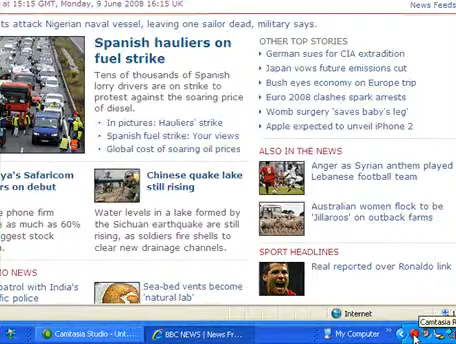 at 15:15 GMT, Monday, 9 June 2008 16:15 UK
News Feeds
ts attack Nigerian naval vessel, leaving one sailor dead, military says.
Spanish hauliers on
fuel strike
Tens of thousands of Spanish
lorry drivers are on strike to
protest against the soaring price
of diesel.
In pictures: Hauliers' strike
Spanish fuel strike: Your views
Global cost of soaring oil prices
OTHER TOP STORIES
German sues for CIA extradition
Japan vows future emissions cut
Bush eyes economy on Europe trip
Euro 2008 clashes spark arrests
Womb surgery 'saves baby's leg'
Apple expected to unveil iPhone 2
ya's Safaricom
rs on debut
e phone firm
e as much as 60%
ggest stock
Chinese quake lake
still rising
Water levels in a lake formed by
the Sichuan earthquake are still
rising, as soldiers fire shells to
clear new drainage channels.
ALSO IN THE NEWS
Anger as Syrian anthem played
Lebanese football team
Australian women flock to be
'Jillaroos' on outback farms
SPORT HEADLINES
Real reported over Ronaldo link
MO NEWS
patrol with India's
fic police
Sea-bed vents become
'natural lab'
Internet
Camtasia R
Camtasia Studio - Unt...
BBC NEWS | News Fr...
My Computer